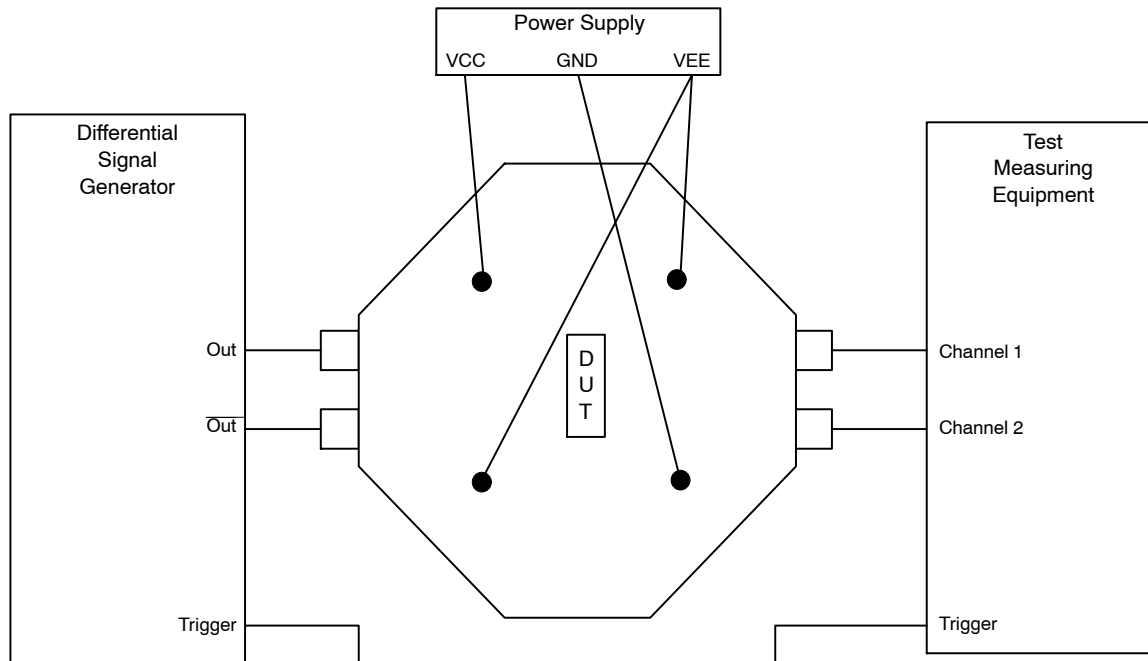 Power Supply
VCC GND VEE
Differential
Signal
Generator
Test
Measuring
Equipment
Out
Channel 1
D
U
T
Out
Channel 2
Trigger
Trigger